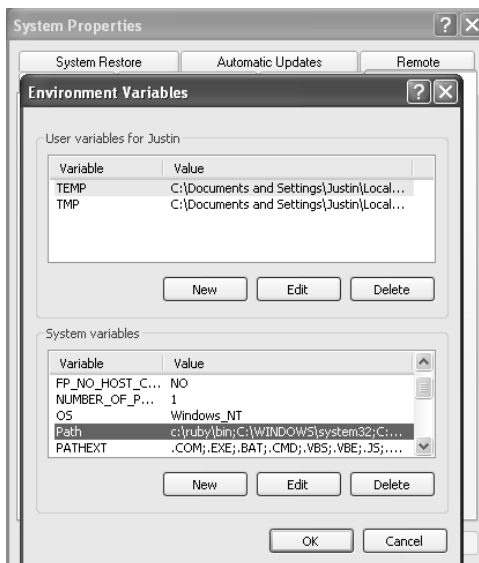 System Properties
System Restore Automatic Updates Remote
Environment Variables
User variables for Justin
Variable Value
TEMP C:\Documents and Settings\Justin\Local...
TMP C:\Documents and Settings\Justin\Local...
New Edit Delete
System variables
Variable Value
FP_NO_HOST_C... NO
NUMBER_OF_P... 1
OS Windows_NT
Path c:\ruby\bin;C:\WINDOWS\system32;C:...
PATHEXT .COM;.EXE;.BAT;.CMD;.VBS;.VBE;.JS;....
New Edit Delete
OK Cancel